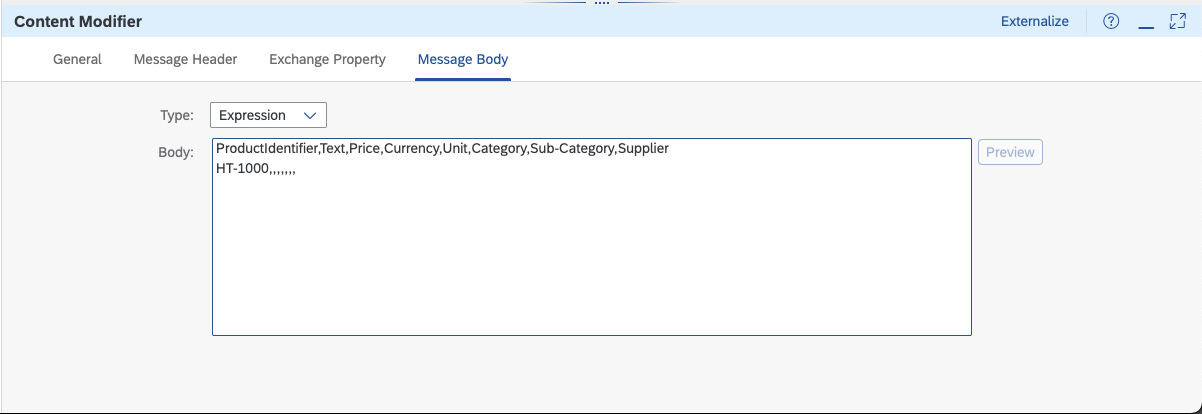 Content Modifier
Externalize
General Message Header Exchange Property Message Body
Type: Expression
Body: ProductIdentifier,Text,Price,Currency,Unit,Category,Sub-Category,Supplier
HT-1000,,,,,,,
Preview